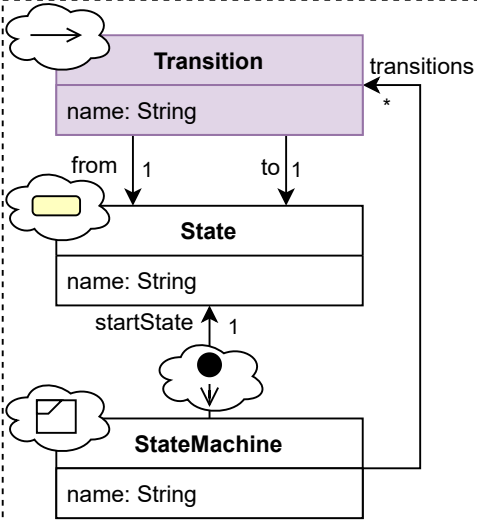 Transition
transitions
name: String
*
from
1
to
1
State
name: String
startState
1
StateMachine
name: String